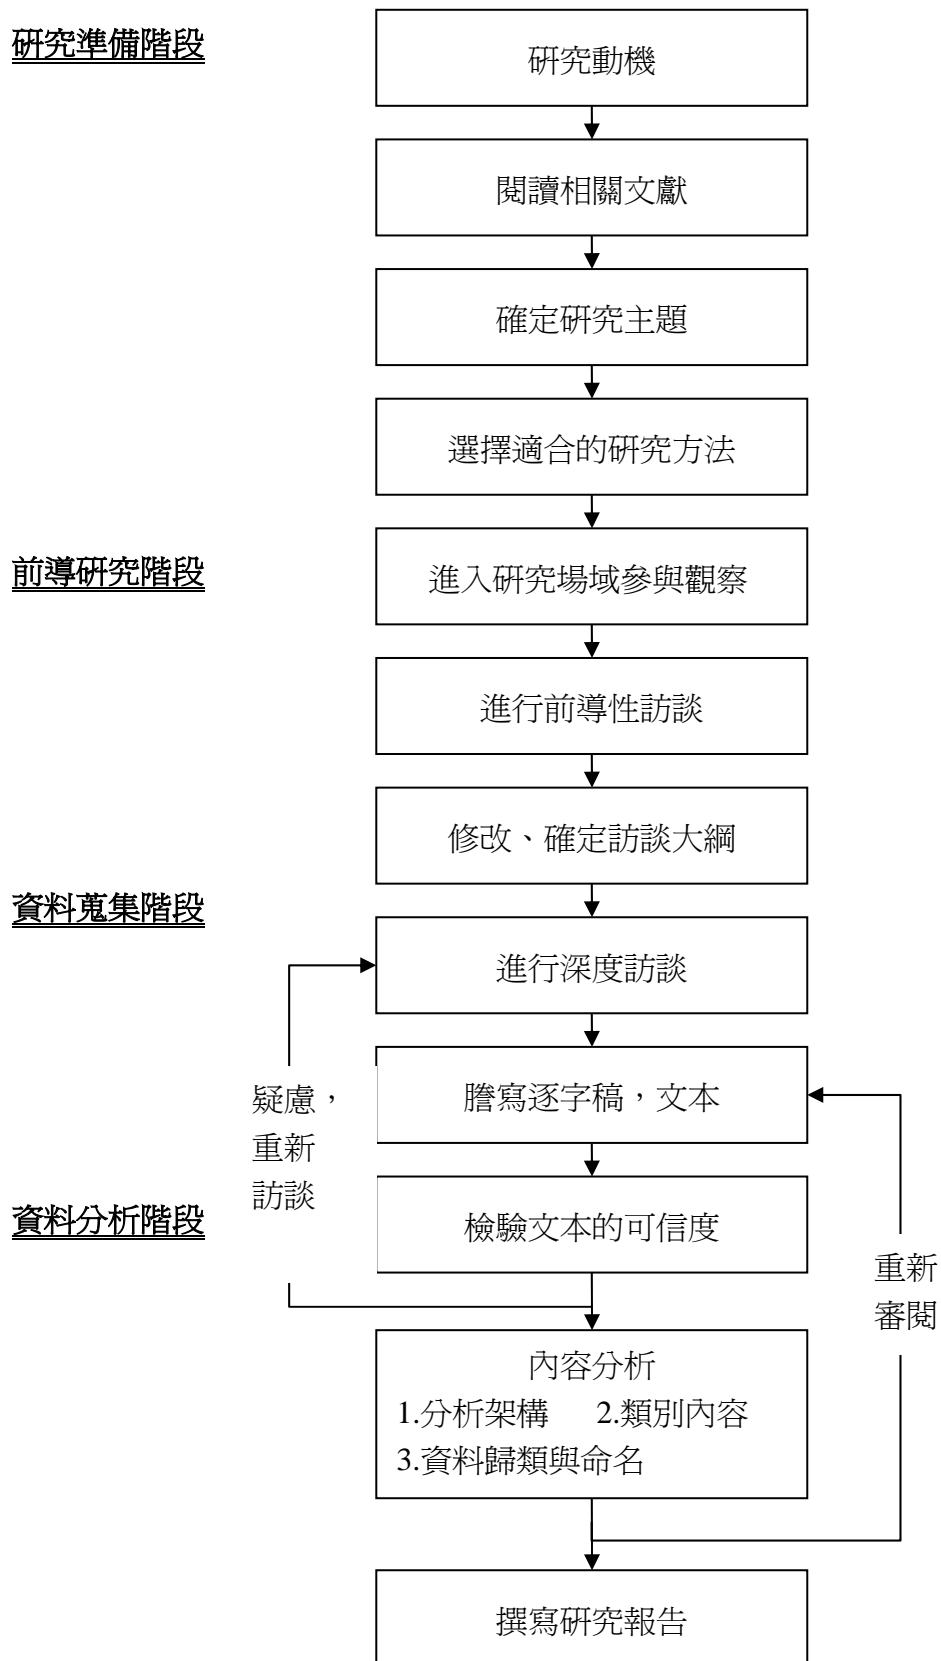 研究準備階段
研究動機
閱讀相關文獻
確定研究主題
選擇適合的研究方法
前導研究階段
進入研究場域參與觀察
進行前導性訪談
修改、確定訪談大綱
資料蒐集階段
進行深度訪談
謄寫逐字稿，文本
疑慮，
重新
訪談
資料分析階段
檢驗文本的可信度
重新
審閱
內容分析
1.分析架構 2.類別內容
3.資料歸類與命名
撰寫研究報告